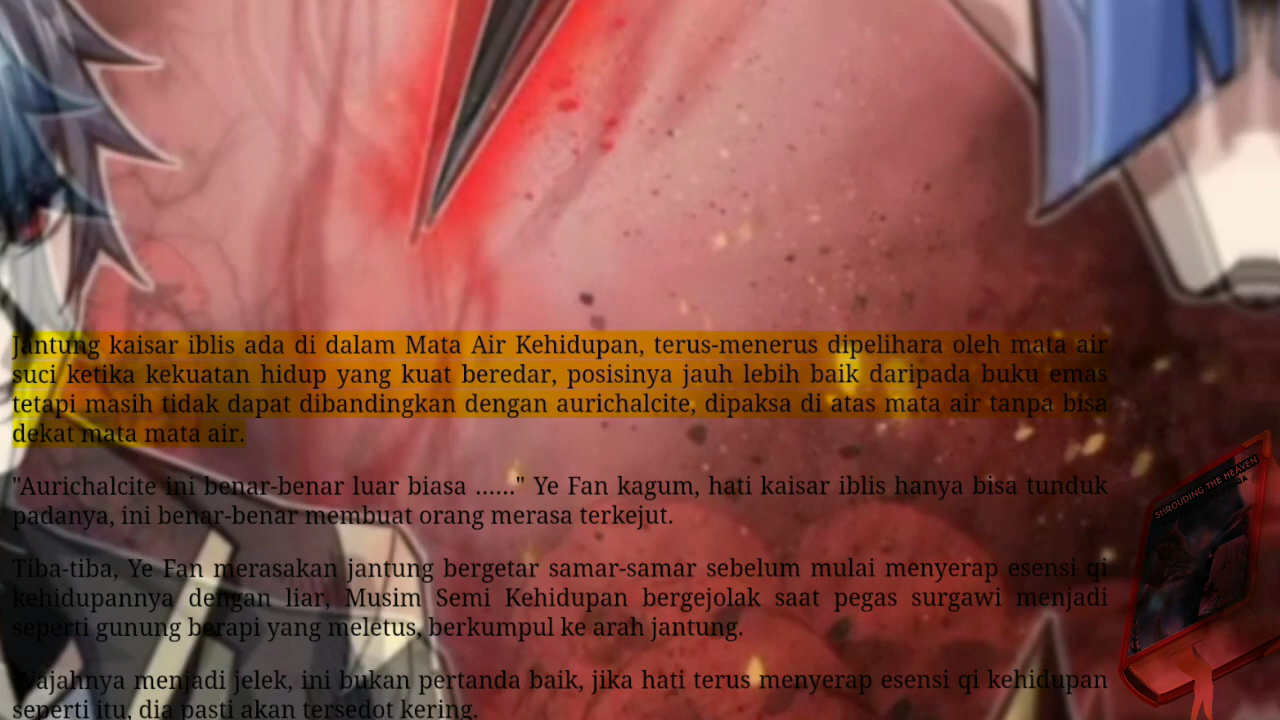 Jantung kaisar iblis ada di dalam Mata Air Kehidupan, terus-menerus dipelihara oleh mata air
suci ketika kekuatan hidup yang kuat beredar, posisinya jauh lebih baik daripada buku emas
tetapi masih tidak dapat dibandingkan dengan aurichalcite, dipaksa di atas mata air tanpa bisa
dekat mata mata air.
"Aurichalcite ini benar-benar luar biasa ......" Ye Fan kagum, hati kaisar iblis hanya bisa tunduk
padanya, ini benar-benar membuat orang merasa terkejut.
Tiba-tiba, Ye Fan merasakan jantung bergetar samar-samar sebelum mulai menyerap esensi qi
kehidupannya dengan liar, Musim Semi Kehidupan bergejolak saat pegas surgawi menjadi
seperti gunung berapi yang meletus, berkumpul ke arah jantung.
Wajahnya menjadi jelek, ini bukan pertanda baik, jika hati terus menyerap esensi qi kehidupan
seperti itu, dia pasti akan tersedot kering.
SHROUDING THE HEAVEN